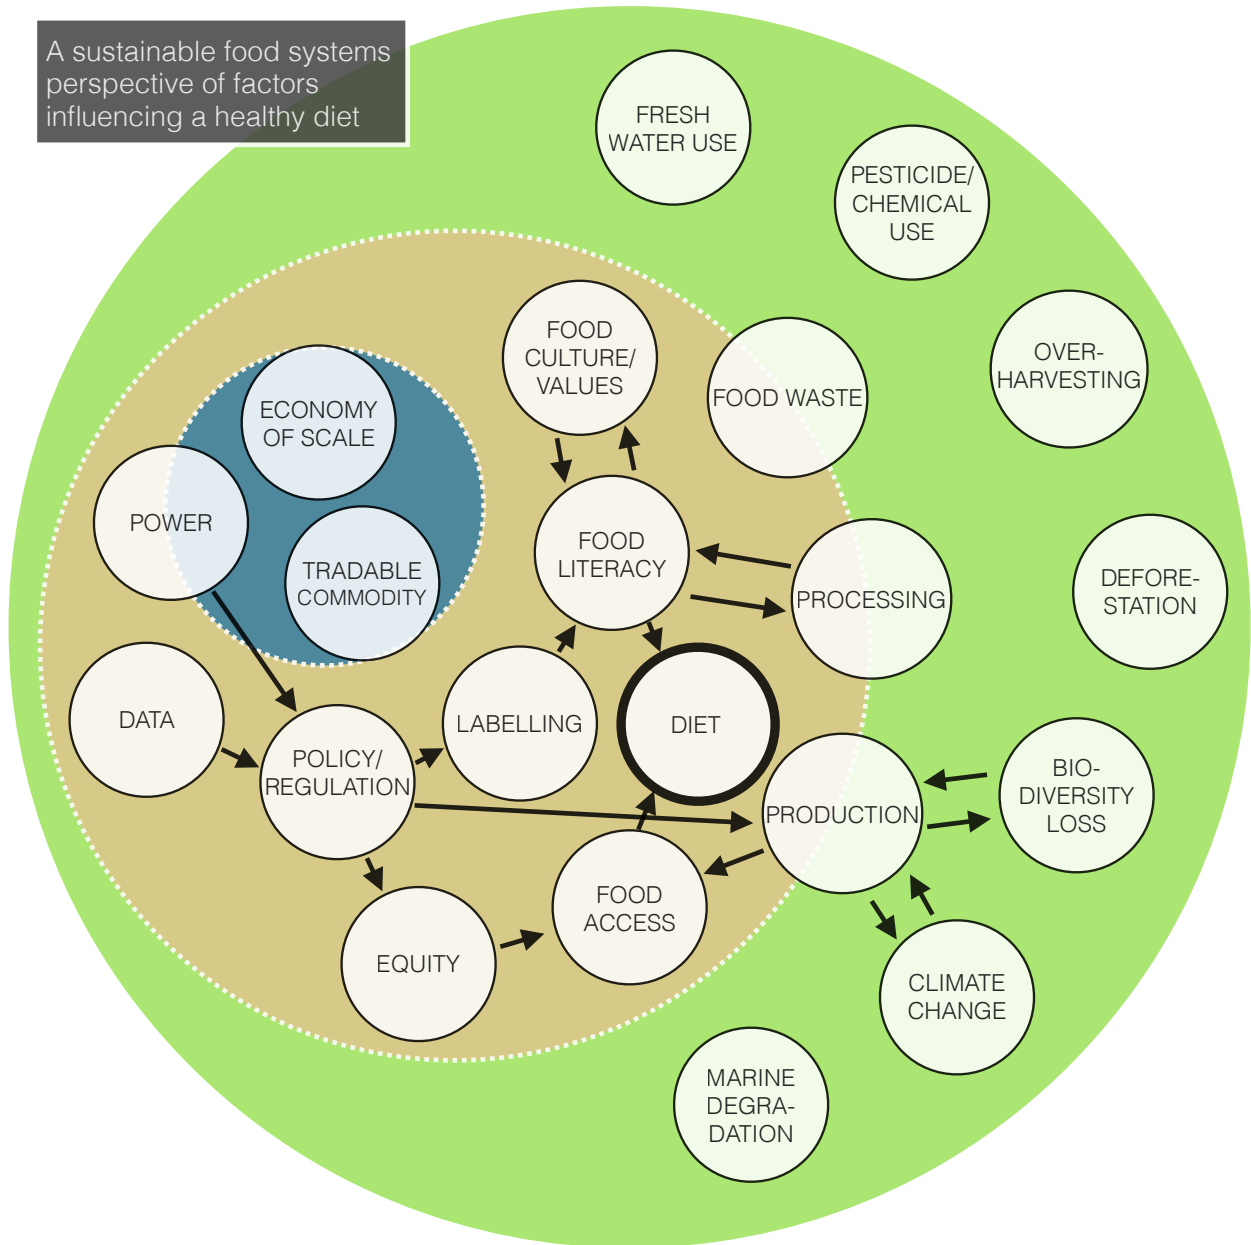 A sustainable food systems
perspective of factors
influencing a healthy diet
FRESH
WATER USE
PESTICIDE/
CHEMICAL
USE
OVER-
HARVESTING
FOOD
CULTURE/
VALUES
FOOD WASTE
ECONOMY
OF SCALE
POWER
TRADABLE
COMMODITY
FOOD
LITERACY
PROCESSING
DEFORE-
STATION
DATA
POLICY/
REGULATION
LABELLING
DIET
PRODUCTION
BIO-
DIVERSITY
LOSS
FOOD
ACCESS
EQUITY
CLIMATE
CHANGE
MARINE
DEGRA-
DATION